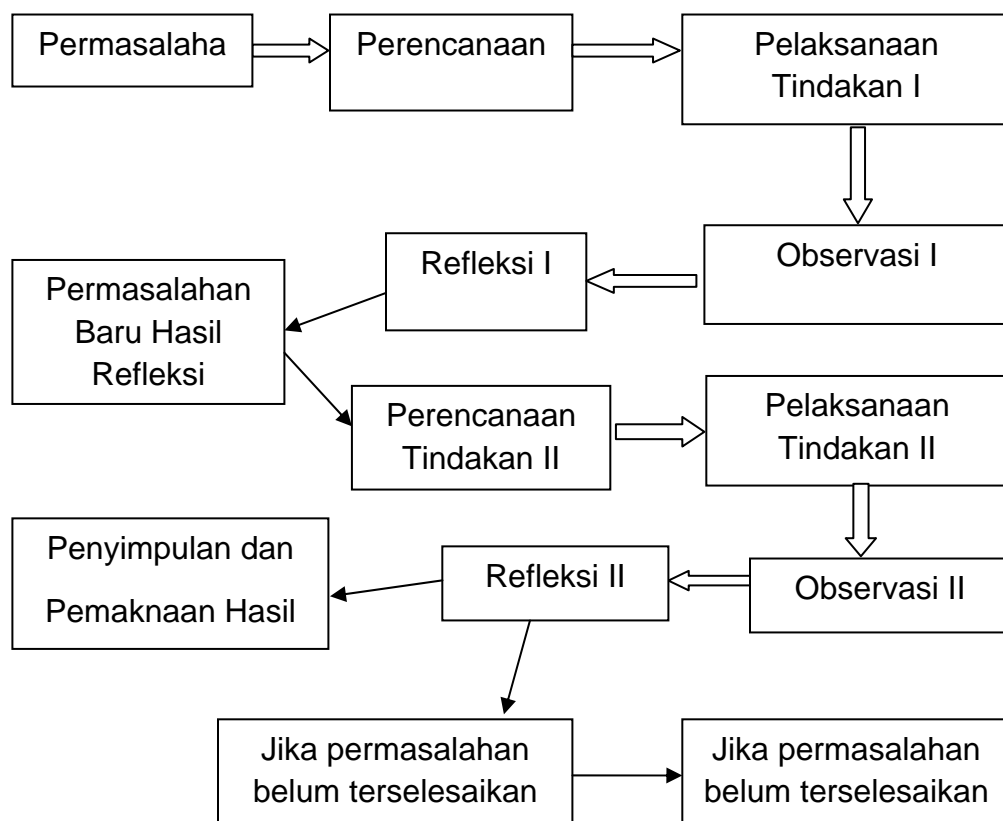 Permasalaha
Perencanaan
Pelaksanaan
Tindakan I
Observasi I
Refleksi I
Permasalahan
Baru Hasil
Refleksi
Perencanaan
Tindakan II
Pelaksanaan
Tindakan II
Observasi II
Refleksi II
Penyimpulan dan
Pemaknaan Hasil
Jika permasalahan
belum terselesaikan
Jika permasalahan
belum terselesaikan